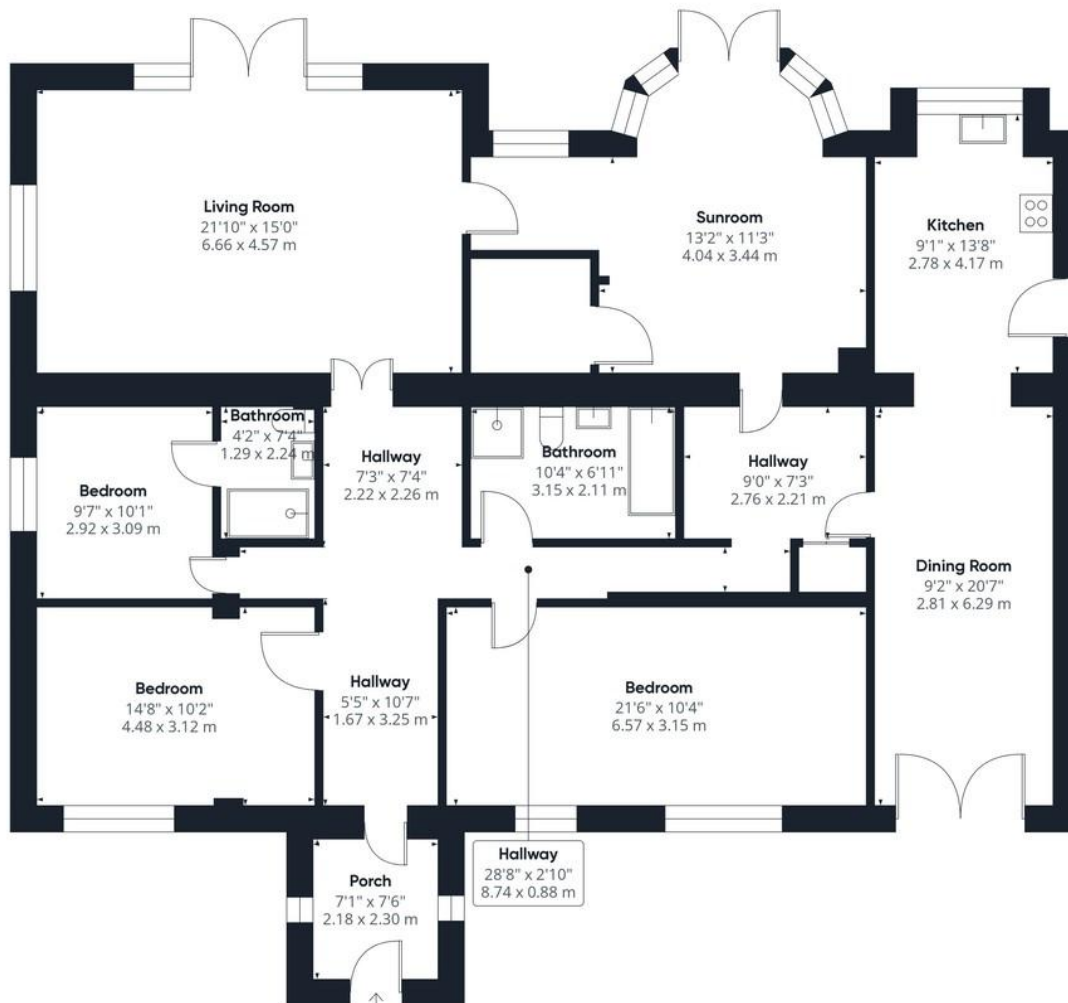 Living Room
21'10" x 15'0"
6.66 x 4.57 m
Sunroom
13'2" x 11'3"
4.04 x 3.44 m
Kitchen
9'1" x 13'8"
2.78 x 4.17 m
Bathroom
4'2" x 7'4"
1.29 x 2.24 m
Hallway
7'3" x 7'4"
2.22 x 2.26 m
Bathroom
10'4" x 6'11"
3.15 x 2.11 m
Hallway
9'0" x 7'3"
2.76 x 2.21 m
Bedroom
9'7" x 10'1"
2.92 x 3.09 m
Dining Room
9'2" x 20'7"
2.81 x 6.29 m
Bedroom
14'8" x 10'2"
4.48 x 3.12 m
Hallway
5'5" x 10'7"
1.67 x 3.25 m
Bedroom
21'6" x 10'4"
6.57 x 3.15 m
Hallway
28'8" x 2'10"
8.74 x 0.88 m
Porch
7'1" x 7'6"
2.18 x 2.30 m